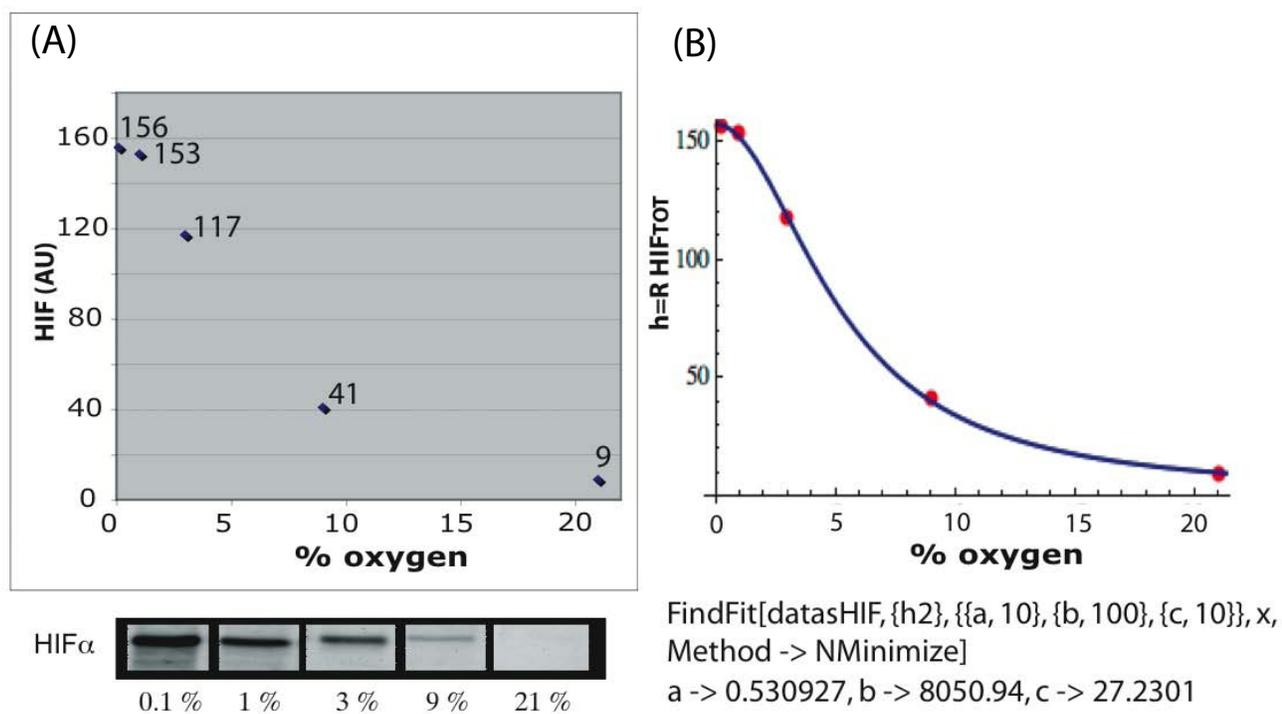 (A)
HIF (AU)
160
120
80
40
0
156
153
117
41
9
0 5 10 15 20
% oxygen
HIFα
0.1 % 1 % 3 % 9 % 21 %
(B)
h=R HIFTOT
150
100
50
0 5 10 15 20
% oxygen
FindFit[datasHIF, {h2}, {{a, 10}, {b, 100}, {c, 10}}, x,
Method -> NMinimize]
a -> 0.530927, b -> 8050.94, c -> 27.2301